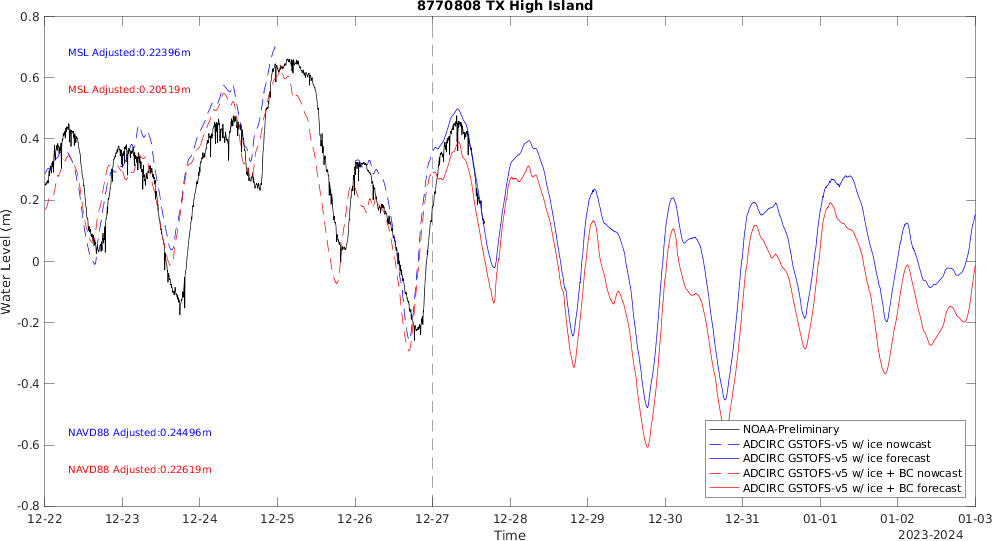 8770808 TX High Island
0.8
0.6
0.4
0.2
0
-0.2
-0.4
-0.6
-0.8
Water Level (m)
MSL Adjusted:0.22396m
MSL Adjusted:0.20519m
NAVD88 Adjusted:0.24496m
NAVD88 Adjusted:0.22619m
NOAA-Preliminary
ADCIRC GSTOFS-v5 w/ ice nowcast
ADCIRC GSTOFS-v5 w/ ice forecast
ADCIRC GSTOFS-v5 w/ ice + BC nowcast
ADCIRC GSTOFS-v5 w/ ice + BC forecast
12-22 12-23 12-24 12-25 12-26 12-27 12-28 12-29 12-30 12-31 01-01 01-02 01-03
Time
2023-2024